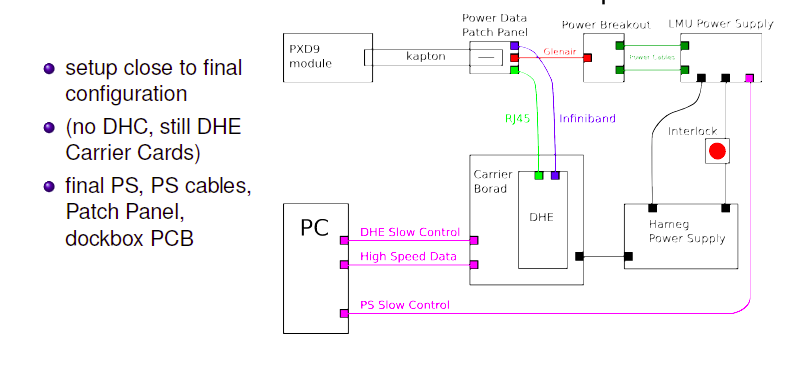 setup close to final
configuration
(no DHC, still DHE
Carrier Cards)
final PS, PS cables,
Patch Panel,
dockbox PCB
Power Data
Patch Panel
Power Breakout
LMU Power Supply
PXD9
module
kapton
Glenair
Power Cables
RJ45
Infiniband
Interlock
Carrier
Borad
DHE
Hameg
Power Supply
PC
DHE Slow Control
High Speed Data
PS Slow Control